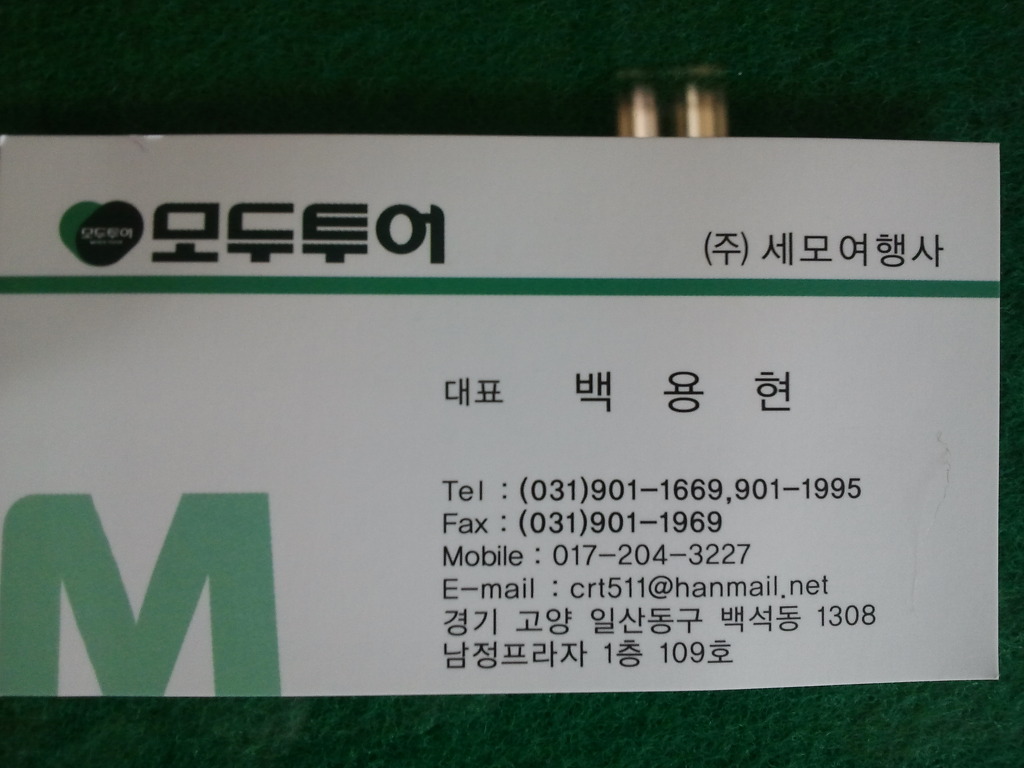 모두투어
모두투어
(주) 세모여행사
대표 백 용 현
Tel : (031)901-1669,901-1995
Fax : (031)901-1969
Mobile : 017-204-3227
E-mail : crt511@hanmail.net
경기 고양 일산동구 백석동 1308
남정프라자 1층 109호
M